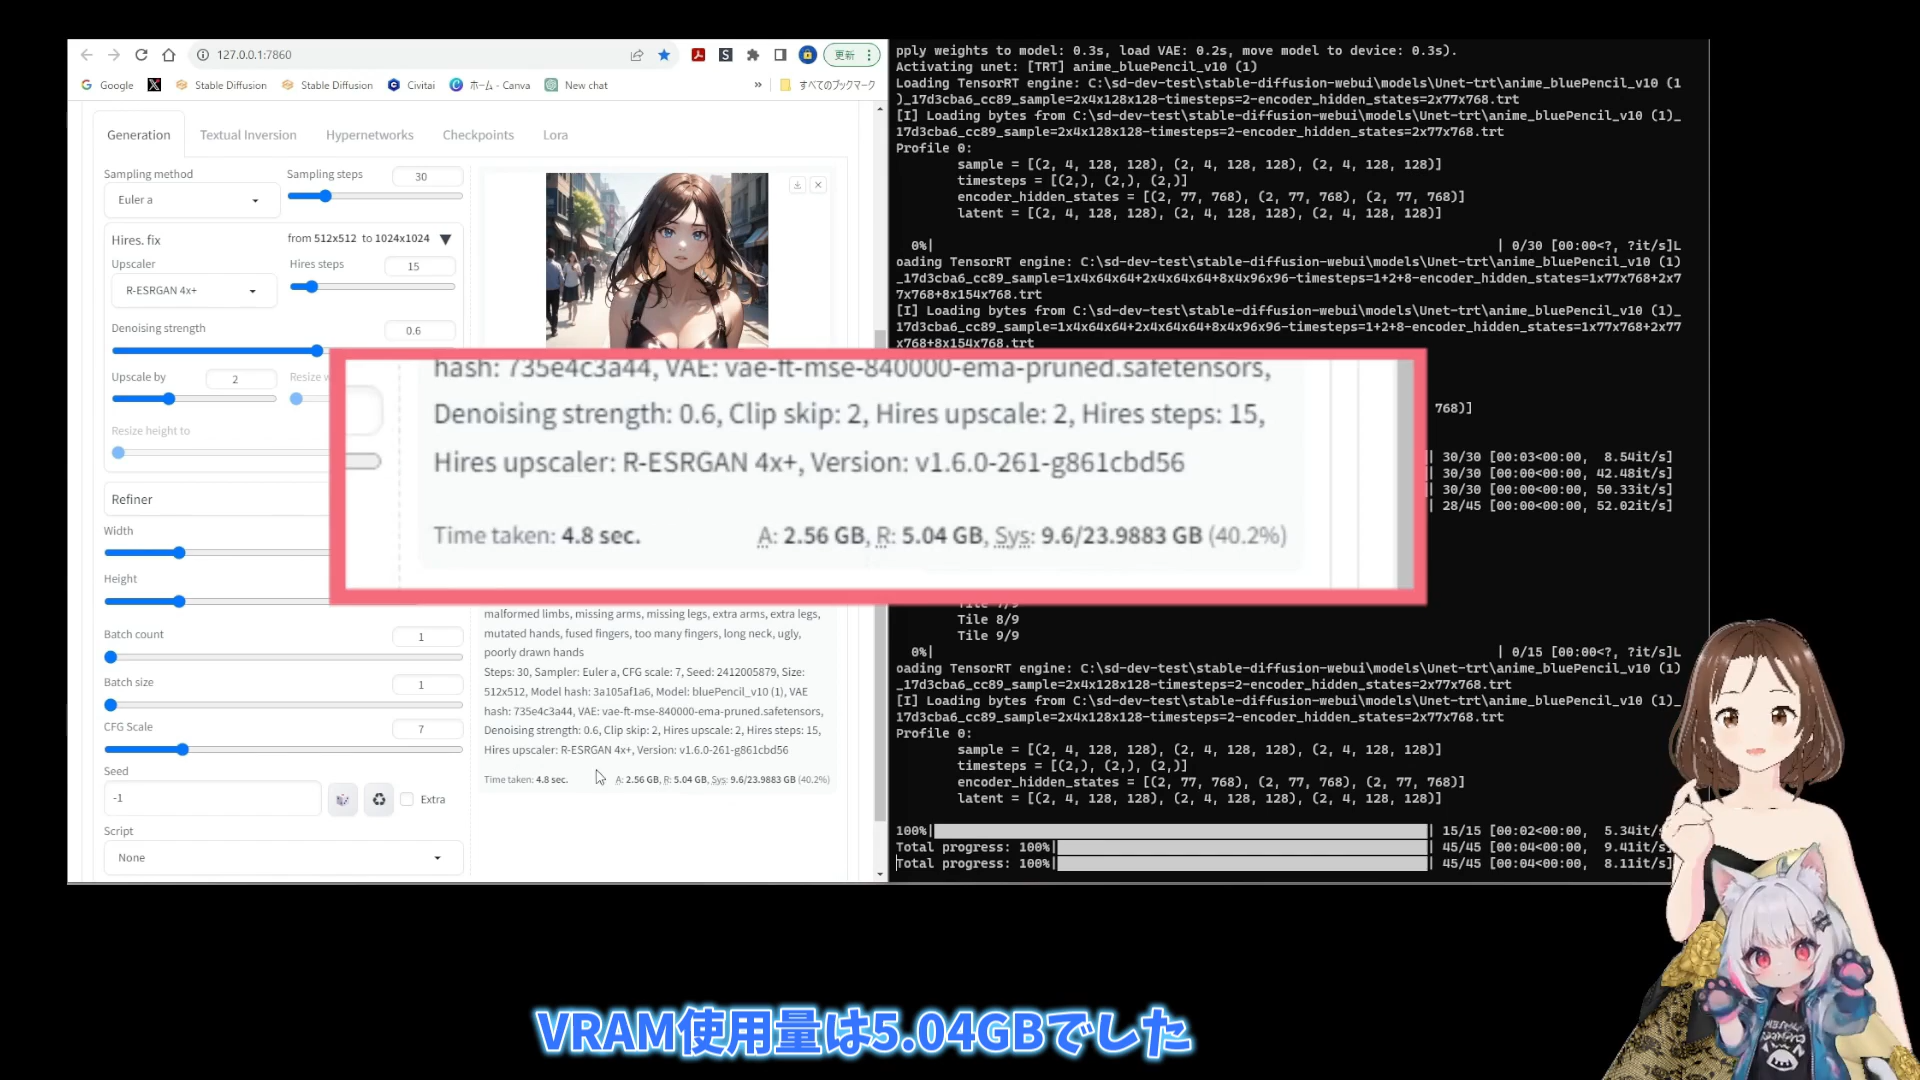 127.0.0.1:7860
更新
Google
Stable Diffusion
Stable Diffusion
Civitai
ホーム - Canva
New chat
»
すべてのブックマーク
Generation
Textual Inversion
Hypernetworks
Checkpoints
Lora
Sampling method
Sampling steps
30
Euler a
Hires. fix
from 512x512 to 1024x1024
Upscaler
Hires steps
15
R-ESRGAN 4x+
Denoising strength
0.6
Upscale by
2
Resize w
Resize height to
Refiner
Width
Height
Batch count
1
Batch size
1
CFG Scale
7
Seed
-1
Extra
Script
None
hash: 735e4c3a44, VAE: vae-ft-mse-840000-ema-pruned.safetensors,
Denoising strength: 0.6, Clip skip: 2, Hires upscale: 2, Hires steps: 15,
Hires upscaler: R-ESRGAN 4x+, Version: v1.6.0-261-g861cbd56
Time taken: 4.8 sec.
A: 2.56 GB, R: 5.04 GB, Sys: 9.6/23.9883 GB (40.2%)
malformed limbs, missing arms, missing legs, extra arms, extra legs,
mutated hands, fused fingers, too many fingers, long neck, ugly,
poorly drawn hands
Steps: 30, Sampler: Euler a, CFG scale: 7, Seed: 2412005879, Size:
512x512, Model hash: 3a105af1a6, Model: bluePencil_v10 (1), VAE
hash: 735e4c3a44, VAE: vae-ft-mse-840000-ema-pruned.safetensors,
Denoising strength: 0.6, Clip skip: 2, Hires upscale: 2, Hires steps: 15,
Hires upscaler: R-ESRGAN 4x+, Version: v1.6.0-261-g861cbd56
Time taken: 4.8 sec.
A: 2.56 GB, R: 5.04 GB, Sys: 9.6/23.9883 GB (40.2%)
pply weights to model: 0.3s, load VAE: 0.2s, move model to device: 0.3s).
Activating unet: [TRT] anime_bluePencil_v10 (1)
Loading TensorRT engine: C:\sd-dev-test\stable-diffusion-webui\models\Unet-trt\anime_bluePencil_v10 (1
)_17d3cba6_cc89_sample=2x4x128x128-timesteps=2-encoder_hidden_states=2x77x768.trt
[I] Loading bytes from C:\sd-dev-test\stable-diffusion-webui\models\Unet-trt\anime_bluePencil_v10 (1)_
17d3cba6_cc89_sample=2x4x128x128-timesteps=2-encoder_hidden_states=2x77x768.trt
Profile 0:
sample = [(2, 4, 128, 128), (2, 4, 128, 128), (2, 4, 128, 128)]
timesteps = [(2,), (2,), (2,)]
encoder_hidden_states = [(2, 77, 768), (2, 77, 768), (2, 77, 768)]
latent = [(2, 4, 128, 128), (2, 4, 128, 128), (2, 4, 128, 128)]
0%| | 0/30 [00:00<?, ?it/s]L
oading TensorRT engine: C:\sd-dev-test\stable-diffusion-webui\models\Unet-trt\anime_bluePencil_v10 (1)
_17d3cba6_cc89_sample=1x4x64x64+2x4x64x64+8x4x96x96-timesteps=1+2+8-encoder_hidden_states=1x77x768+2x7
7x768+8x154x768.trt
[I] Loading bytes from C:\sd-dev-test\stable-diffusion-webui\models\Unet-trt\anime_bluePencil_v10 (1)_
17d3cba6_cc89_sample=1x4x64x64+2x4x64x64+8x4x96x96-timesteps=1+2+8-encoder_hidden_states=1x77x768+2x77
x768+8x154x768.trt
768)]
| 30/30 [00:03<00:00, 8.54it/s]
| 30/30 [00:00<00:00, 42.48it/s]
| 30/30 [00:00<00:00, 50.33it/s]
| 28/45 [00:00<00:00, 52.02it/s]
Tile 7/9
Tile 8/9
Tile 9/9
0%| | 0/15 [00:00<?, ?it/s]L
oading TensorRT engine: C:\sd-dev-test\stable-diffusion-webui\models\Unet-trt\anime_bluePencil_v10 (1)
_17d3cba6_cc89_sample=2x4x128x128-timesteps=2-encoder_hidden_states=2x77x768.trt
[I] Loading bytes from C:\sd-dev-test\stable-diffusion-webui\models\Unet-trt\anime_bluePencil_v10 (1)_
17d3cba6_cc89_sample=2x4x128x128-timesteps=2-encoder_hidden_states=2x77x768.trt
Profile 0:
sample = [(2, 4, 128, 128), (2, 4, 128, 128), (2, 4, 128, 128)]
timesteps = [(2,), (2,), (2,)]
encoder_hidden_states = [(2, 77, 768), (2, 77, 768), (2, 77, 768)]
latent = [(2, 4, 128, 128), (2, 4, 128, 128), (2, 4, 128, 128)]
100%| | 15/15 [00:02<00:00, 5.34it/
Total progress: 100%| | 45/45 [00:04<00:00, 9.41it/s]
Total progress: 100%| | 45/45 [00:04<00:00, 8.11it/s]
VRAM使用量は5.04GBでした